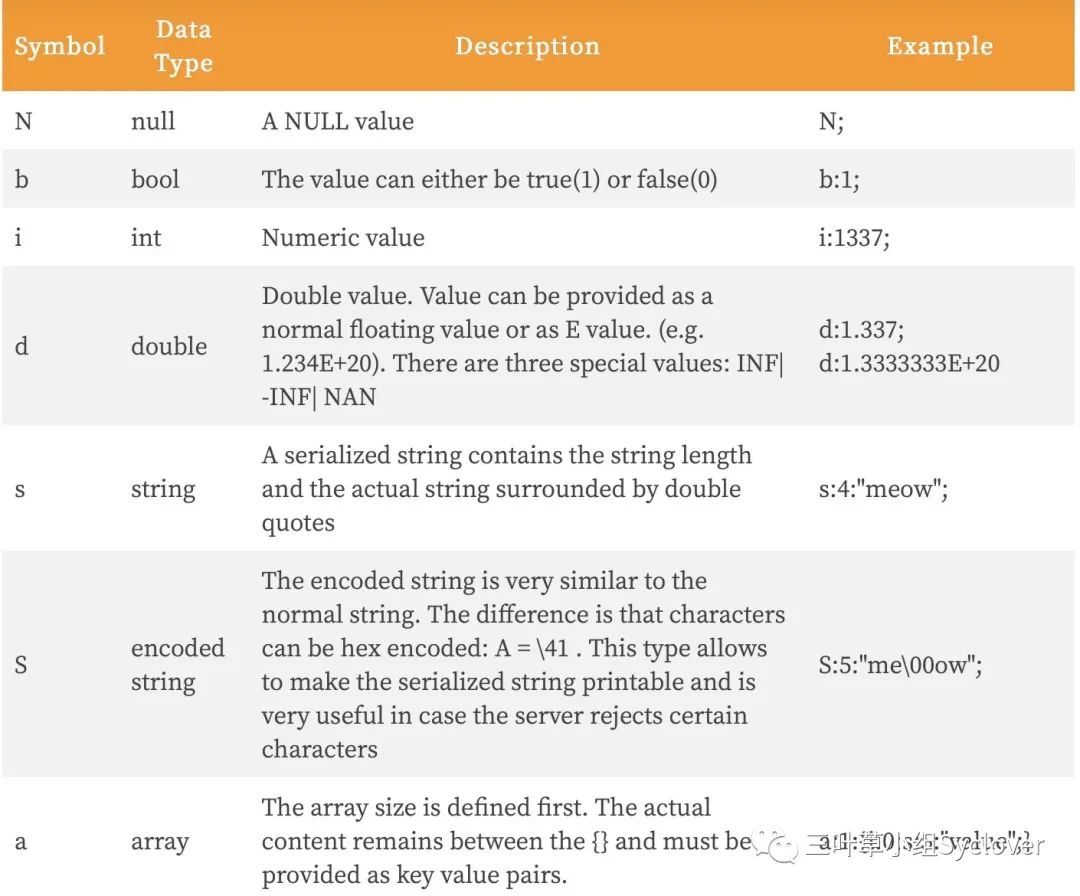 Symbol
Data
Type
Description
Example
N
null
A NULL value
N;
b
bool
The value can either be true(1) or false(0)
b:1;
i
int
Numeric value
i:1337;
d
double
Double value. Value can be provided as a
normal floating value or as E value. (e.g.
1.234E+20). There are three special values: INF|
-INF| NAN
d:1.337;
d:1.3333333E+20
s
string
A serialized string contains the string length
and the actual string surrounded by double
quotes
s:4:"meow";
S
encoded
string
The encoded string is very similar to the
normal string. The difference is that characters
can be hex encoded: A = \41 . This type allows
to make the serialized string printable and is
very useful in case the server rejects certain
characters
S:5:"me\00ow";
a
array
The array size is defined first. The actual
content remains between the {} and must be
provided as key value pairs.
三叶草小组Syclover